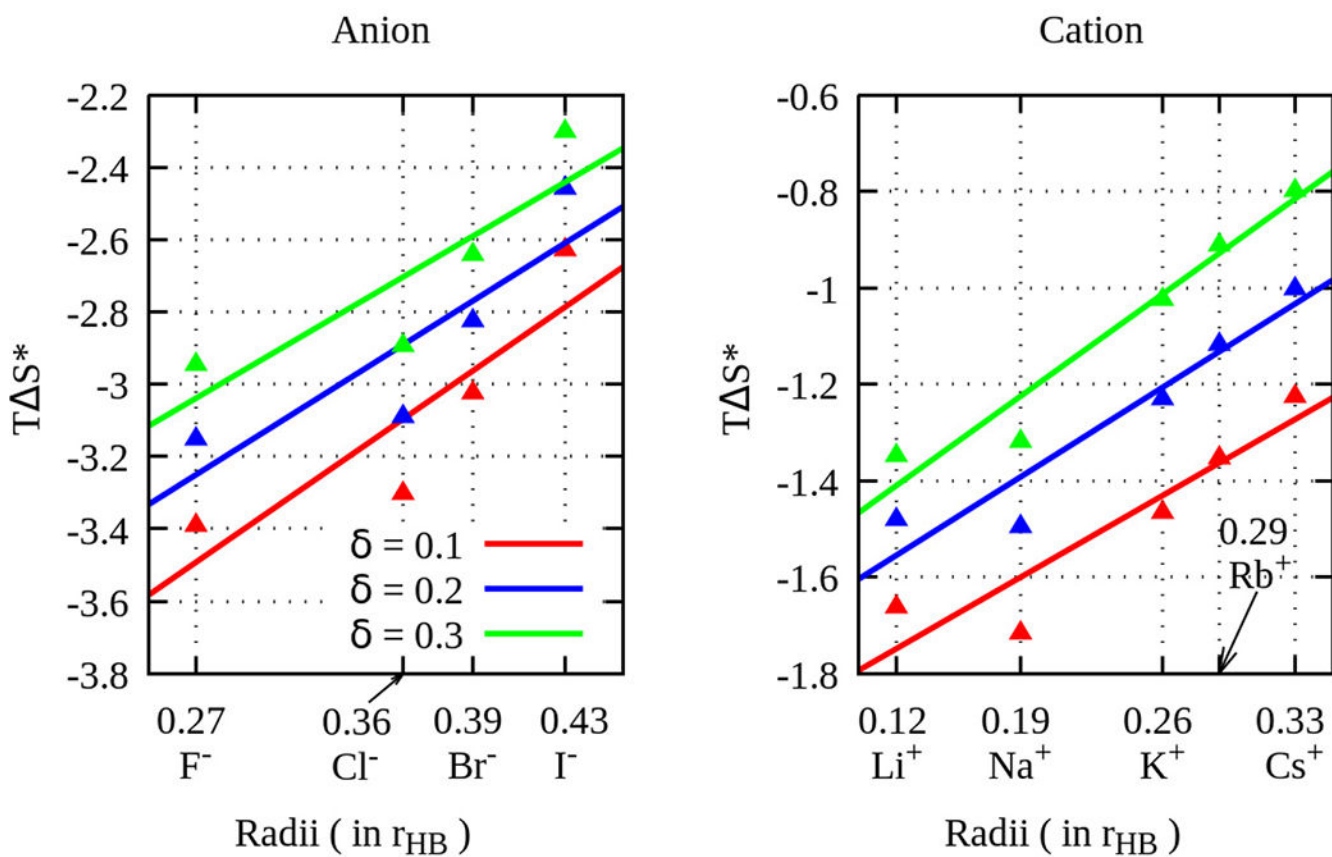 Anion
-2.2
-2.4
-2.6
-2.8
-3
-3.2
-3.4
-3.6
-3.8
TΔS*
δ = 0.1
δ = 0.2
δ = 0.3
0.27 0.36 0.39 0.43
F⁻ Cl⁻ Br⁻ I⁻
Radii ( in r_HB )
Cation
-0.6
-0.8
-1
-1.2
-1.4
-1.6
-1.8
TΔS*
0.29
Rb⁺
0.12 0.19 0.26 0.33
Li⁺ Na⁺ K⁺ Cs⁺
Radii ( in r_HB )